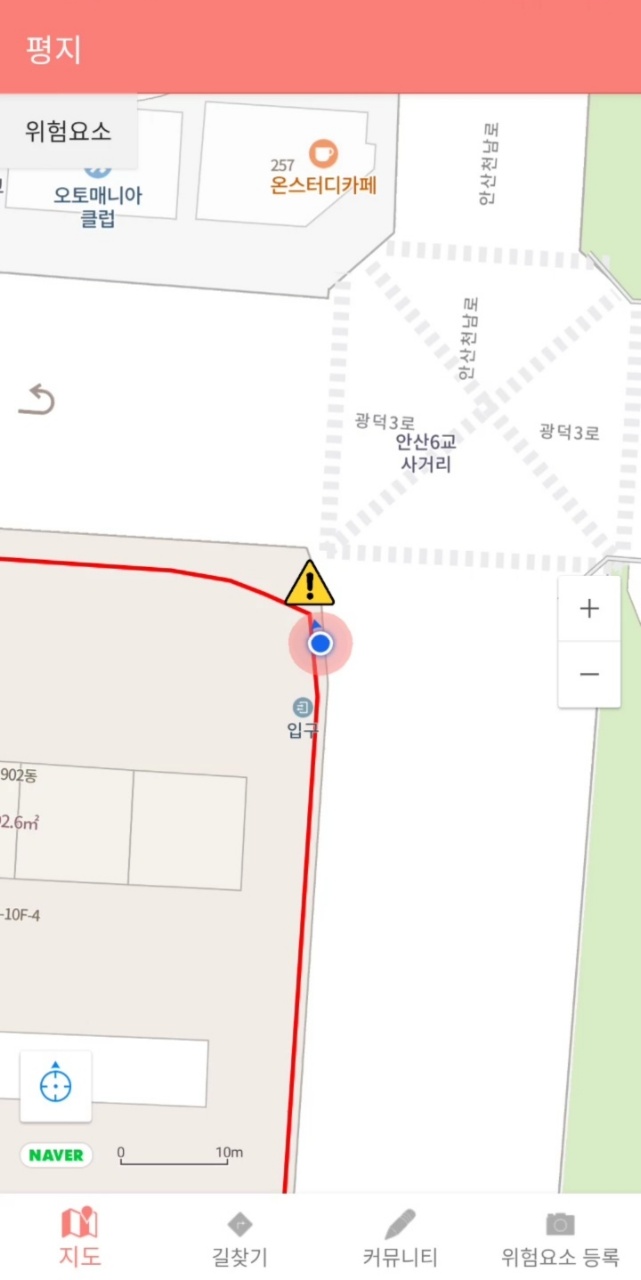 평지
위험요소
257
온스터디카페
오토매니아
클럽
안산천남로
안산천남로
광덕3로
광덕3로
안산6교
사거리
+
−
입구
902동
2.6㎡
-10F-4
NAVER
0 10m
지도
길찾기
커뮤니티
위험요소 등록